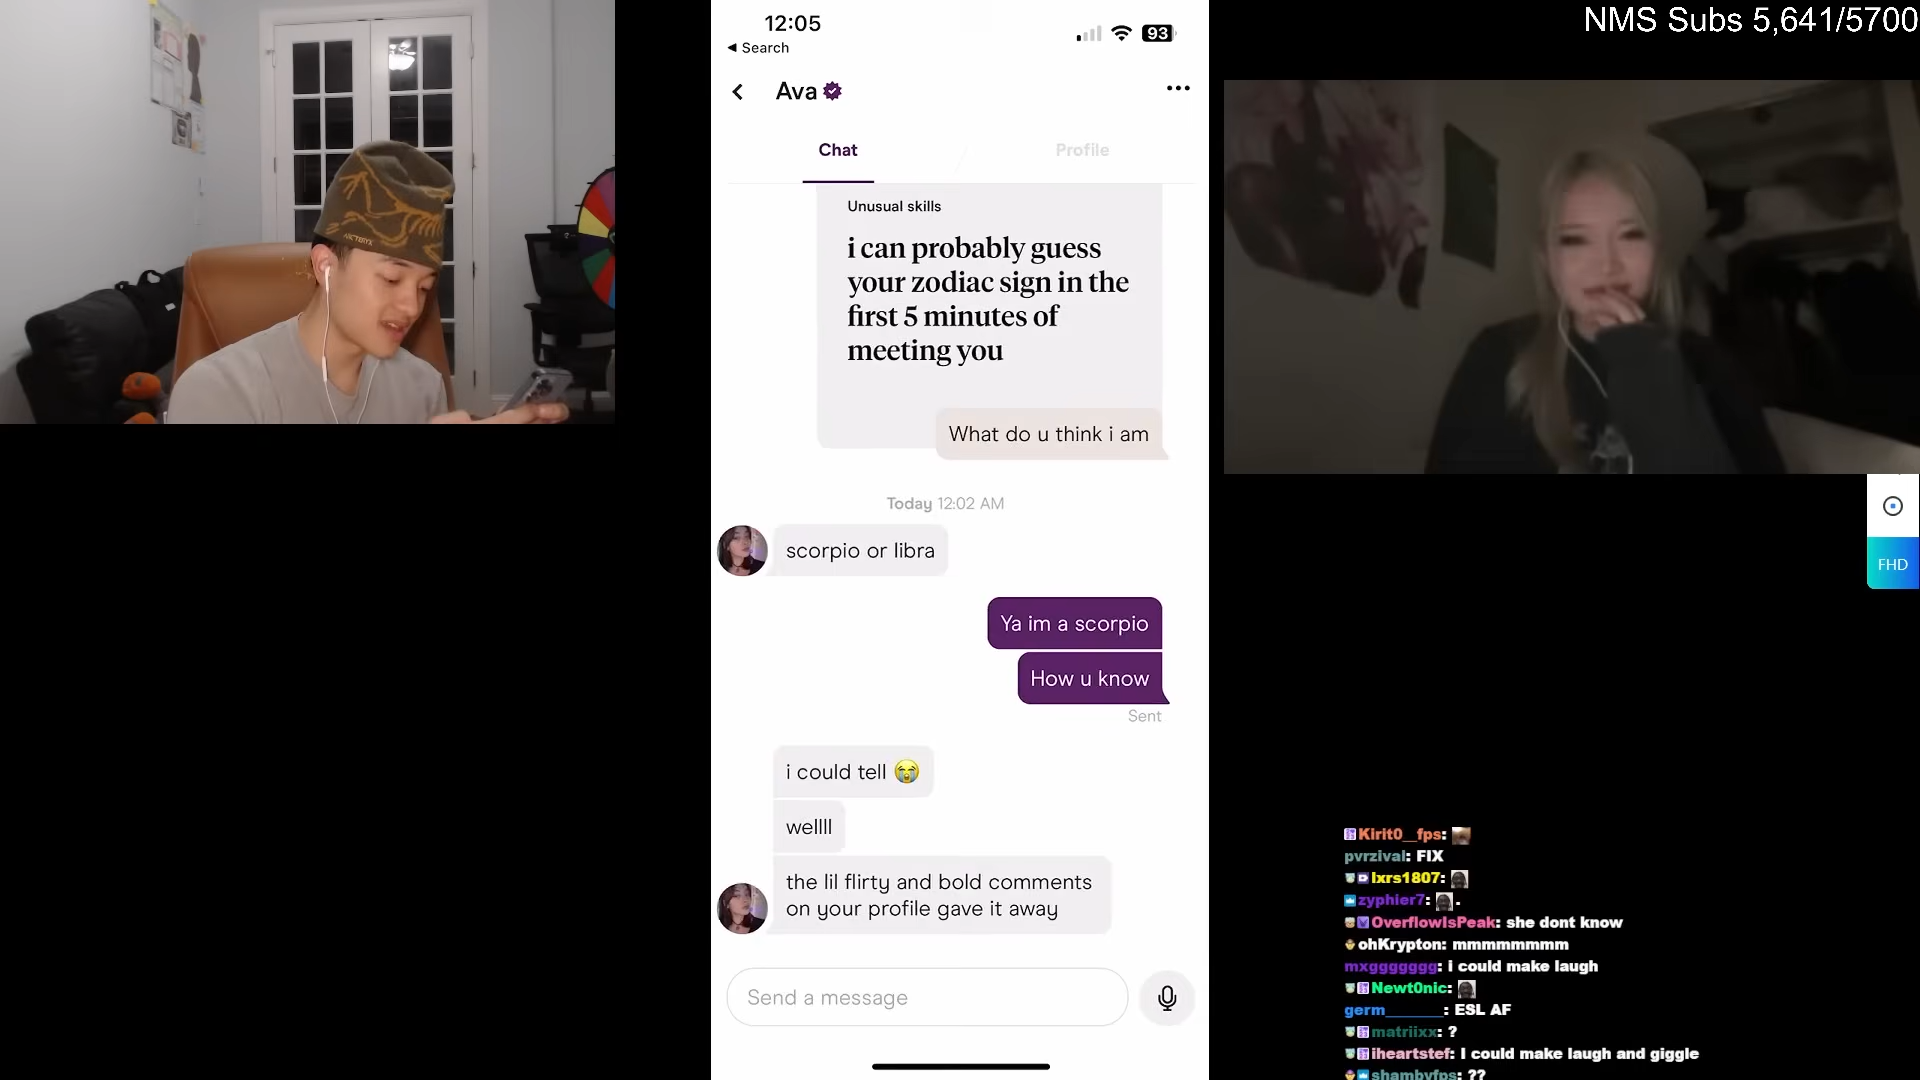 NMS Subs 5,641/5700
12:05
Search
93
Ava
Chat
Profile
Unusual skills
i can probably guess
your zodiac sign in the
first 5 minutes of
meeting you
What do u think i am
Today 12:02 AM
scorpio or libra
Ya im a scorpio
How u know
Sent
i could tell 😭
wellll
the lil flirty and bold comments
on your profile gave it away
Send a message
ARC'TERYX
FHD
Kirit0__fps:
pvrzival: FIX
lxrs1807:
zyphier7: .
OverflowIsPeak: she dont know
ohKrypton: mmmmmmmm
mxggggggg: i could make laugh
Newt0nic:
germ_______: ESL AF
matriixx: ?
iheartstef: I could make laugh and giggle
shambyfps: ??